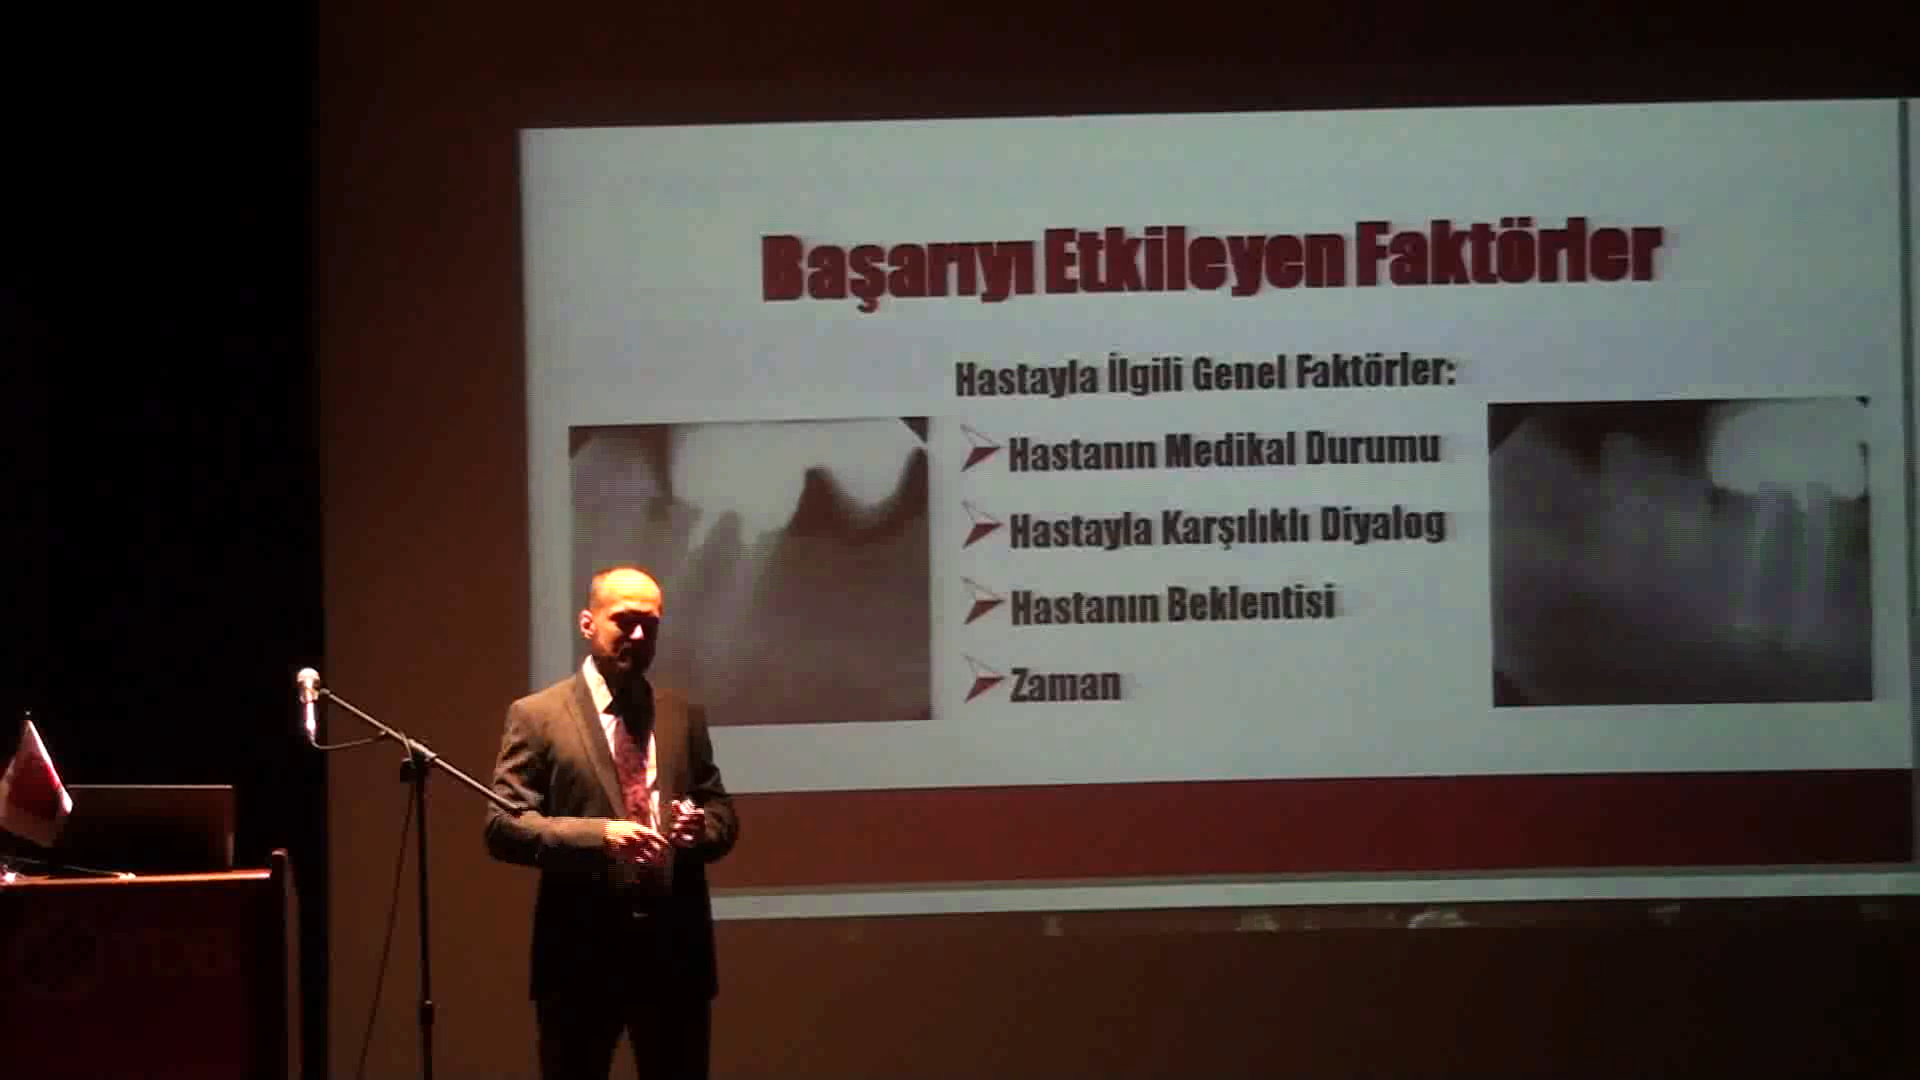 Başarıyı Etkileyen Faktörler
Hastayla İlgili Genel Faktörler:
Hastanın Medikal Durumu
Hastayla Karşılıklı Diyalog
Hastanın Beklentisi
Zaman